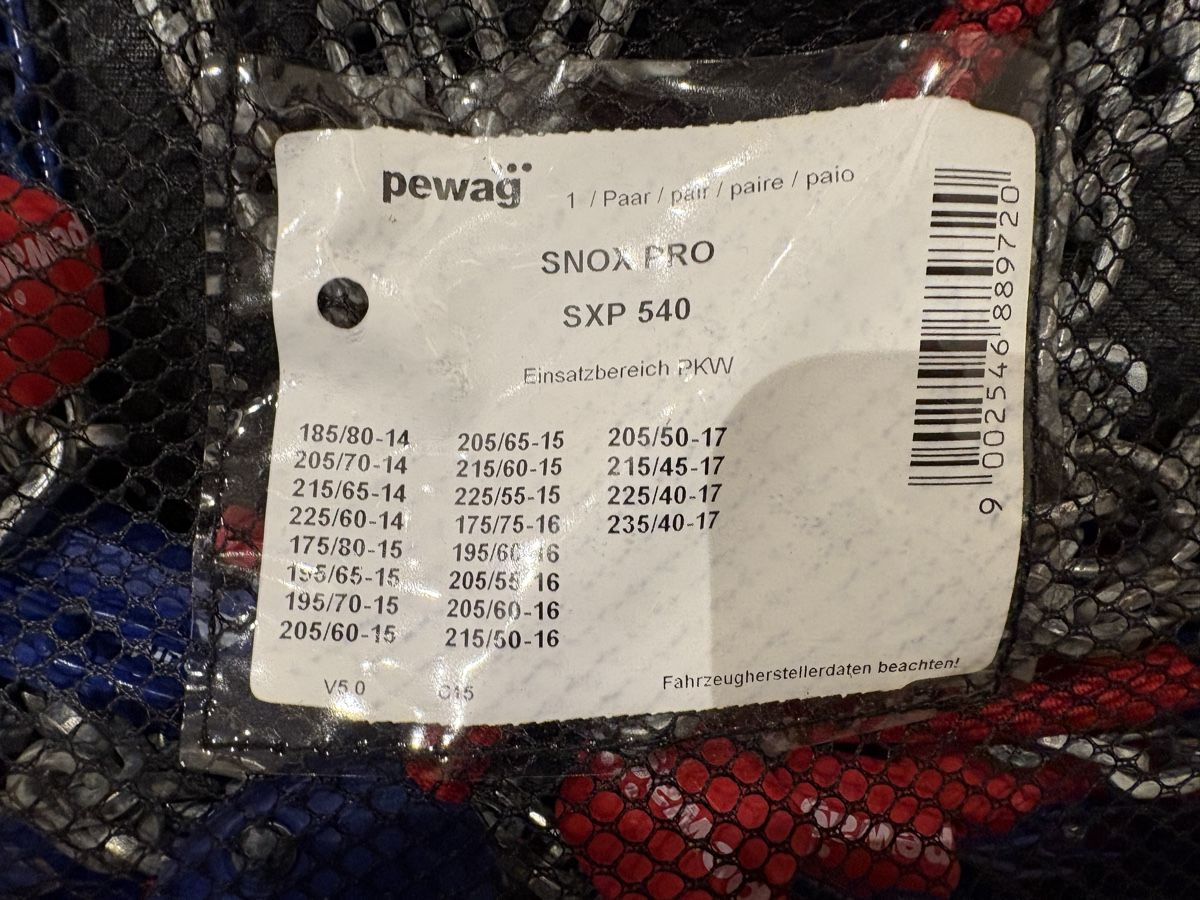 pewag
1 / Paar / pair / paire / paio
SNOX PRO
SXP 540
Einsatzbereich PKW
185/80-14
205/70-14
215/65-14
225/60-14
175/80-15
195/65-15
195/70-15
205/60-15
205/65-15
215/60-15
225/55-15
175/75-16
195/60-16
205/55-16
205/60-16
215/50-16
205/50-17
215/45-17
225/40-17
235/40-17
V5.0
Fahrzeugherstellerdaten beachten!
9 002546 889720
pewag